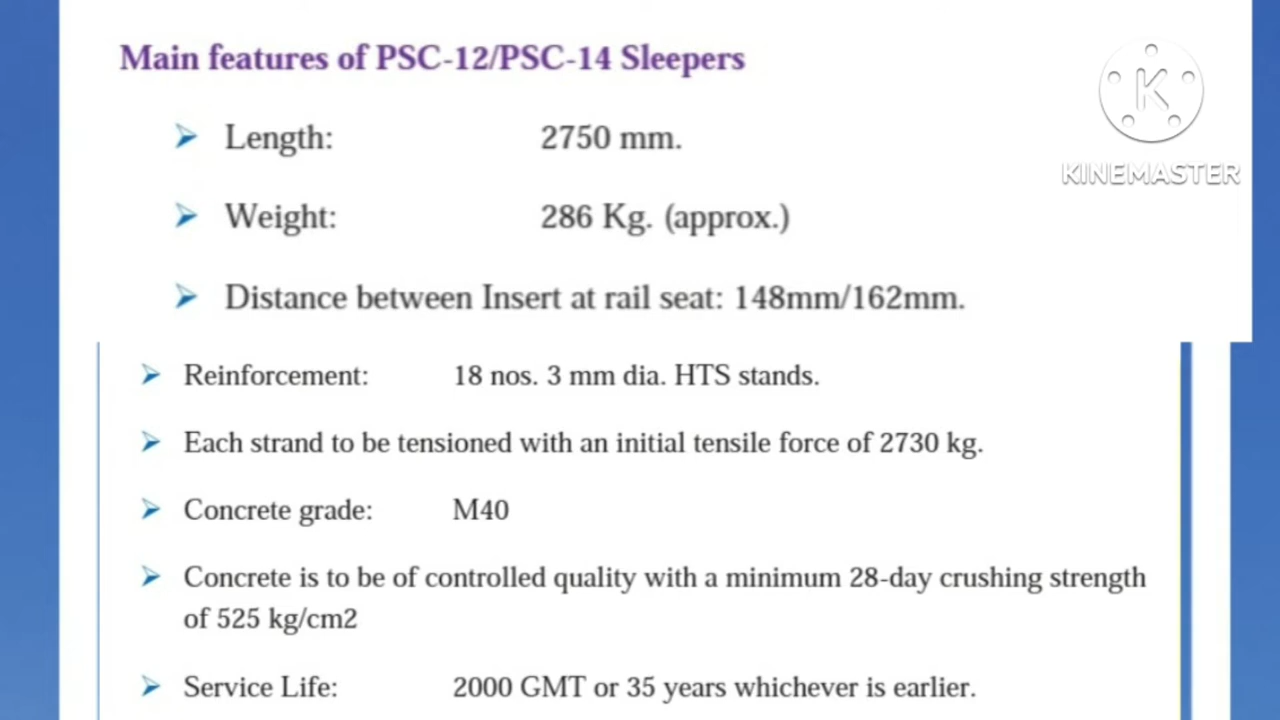 Main features of PSC-12/PSC-14 Sleepers
K
KINEMASTER
Length: 2750 mm.
Weight: 286 Kg. (approx.)
Distance between Insert at rail seat: 148mm/162mm.
Reinforcement: 18 nos. 3 mm dia. HTS stands.
Each strand to be tensioned with an initial tensile force of 2730 kg.
Concrete grade: M40
Concrete is to be of controlled quality with a minimum 28-day crushing strength
of 525 kg/cm2
Service Life: 2000 GMT or 35 years whichever is earlier.